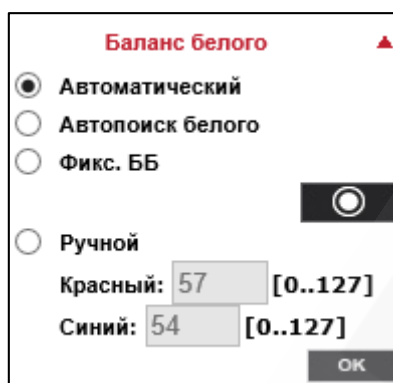 Баланс белого
Автоматический
Автопоиск белого
Фикс. ББ
Ручной
Красный: 57 [0..127]
Синий: 54 [0..127]
OK